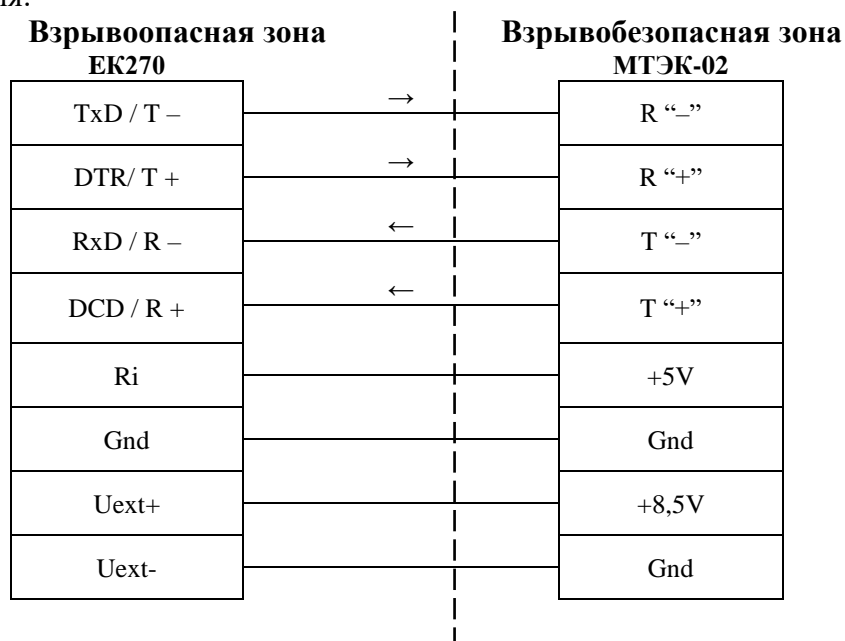 Взрывоопасная зона Взрывобезопасная зона
ЕК270 МТЭК-02
TxD / T – → R “–”
DTR/ T + → R “+”
RxD / R – ← T “–”
DCD / R + ← T “+”
Ri +5V
Gnd Gnd
Uext+ +8,5V
Uext- Gnd